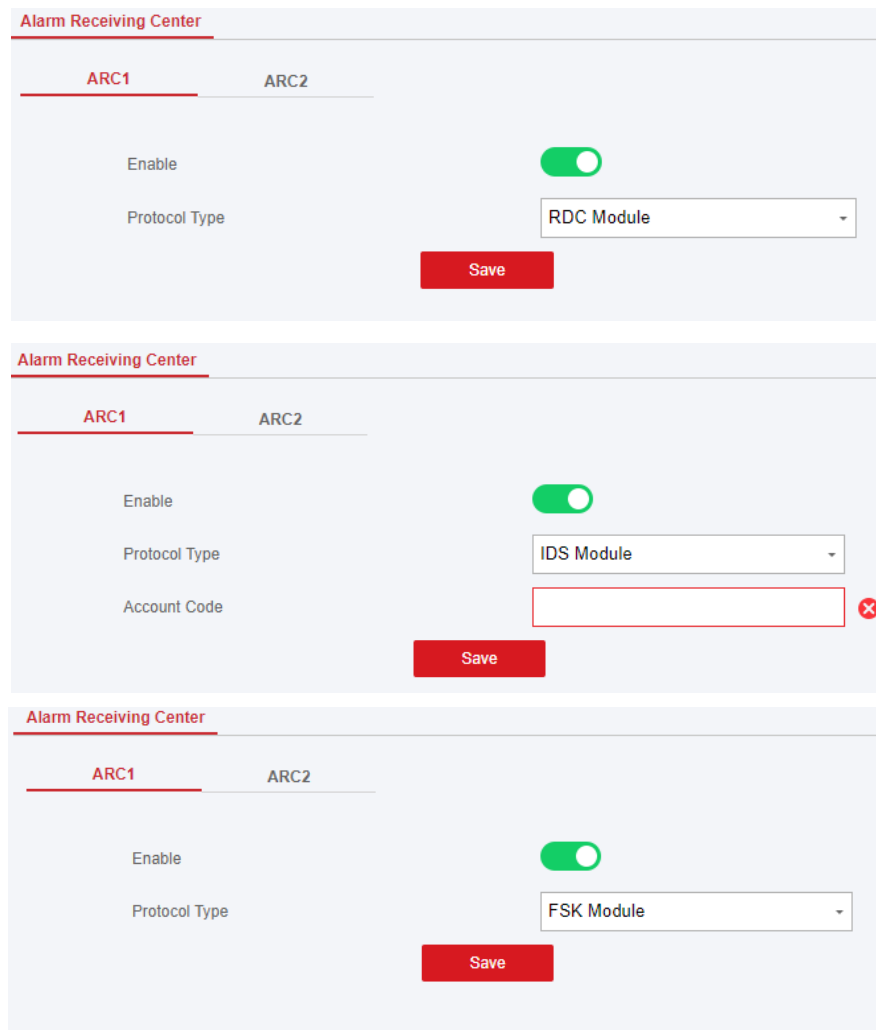 Alarm Receiving Center
ARC1 ARC2
Enable
Protocol Type RDC Module
Save
Alarm Receiving Center
ARC1 ARC2
Enable
Protocol Type IDS Module
Account Code
Save
Alarm Receiving Center
ARC1 ARC2
Enable
Protocol Type FSK Module
Save